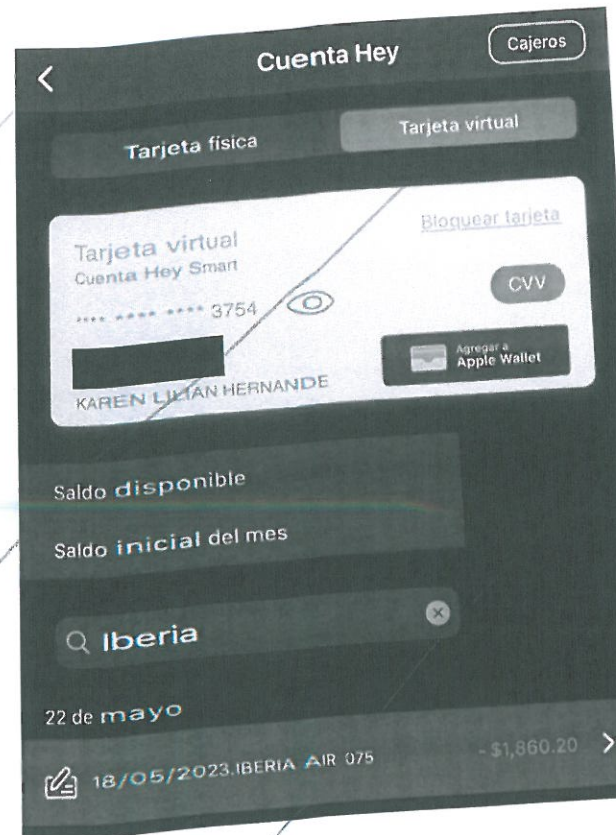 Cuenta Hey
Cajeros
Tarjeta física
Tarjeta virtual
Tarjeta virtual
Bloquear tarjeta
Cuenta Hey Smart
CVV
**** **** **** 3754
Agregar a
Apple Wallet
KAREN LILIAN HERNANDE
Saldo disponible
Saldo inicial del mes
Iberia
22 de mayo
18/05/2023.IBERIA AIR 075
- $1,860.20